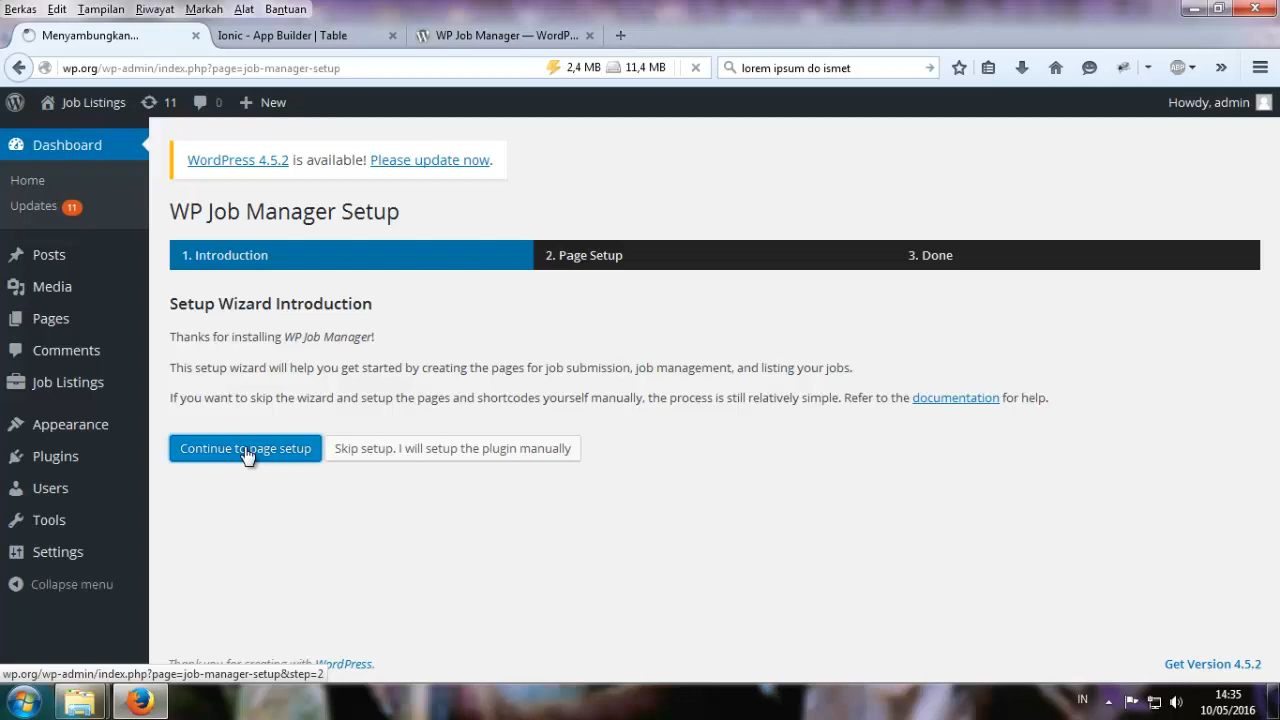 Berkas Edit Tampilan Riwayat Markah Alat Bantuan
Menyambungkan... Ionic - App Builder | Table WP Job Manager — WordP...
wp.org/wp-admin/index.php?page=job-manager-setup 2,4 MB 11,4 MB lorem ipsum do ismet
Job Listings 11 0 New Howdy, admin
Dashboard
Home
Updates 11
Posts
Media
Pages
Comments
Job Listings
Appearance
Plugins
Users
Tools
Settings
Collapse menu
WordPress 4.5.2 is available! Please update now.
WP Job Manager Setup
1. Introduction 2. Page Setup 3. Done
Setup Wizard Introduction
Thanks for installing WP Job Manager!
This setup wizard will help you get started by creating the pages for job submission, job management, and listing your jobs.
If you want to skip the wizard and setup the pages and shortcodes yourself manually, the process is still relatively simple. Refer to the documentation for help.
Continue to page setup Skip setup. I will setup the plugin manually
Thank you for creating with WordPress. Get Version 4.5.2
wp.org/wp-admin/index.php?page=job-manager-setup&step=2
IN 14:35
10/05/2016